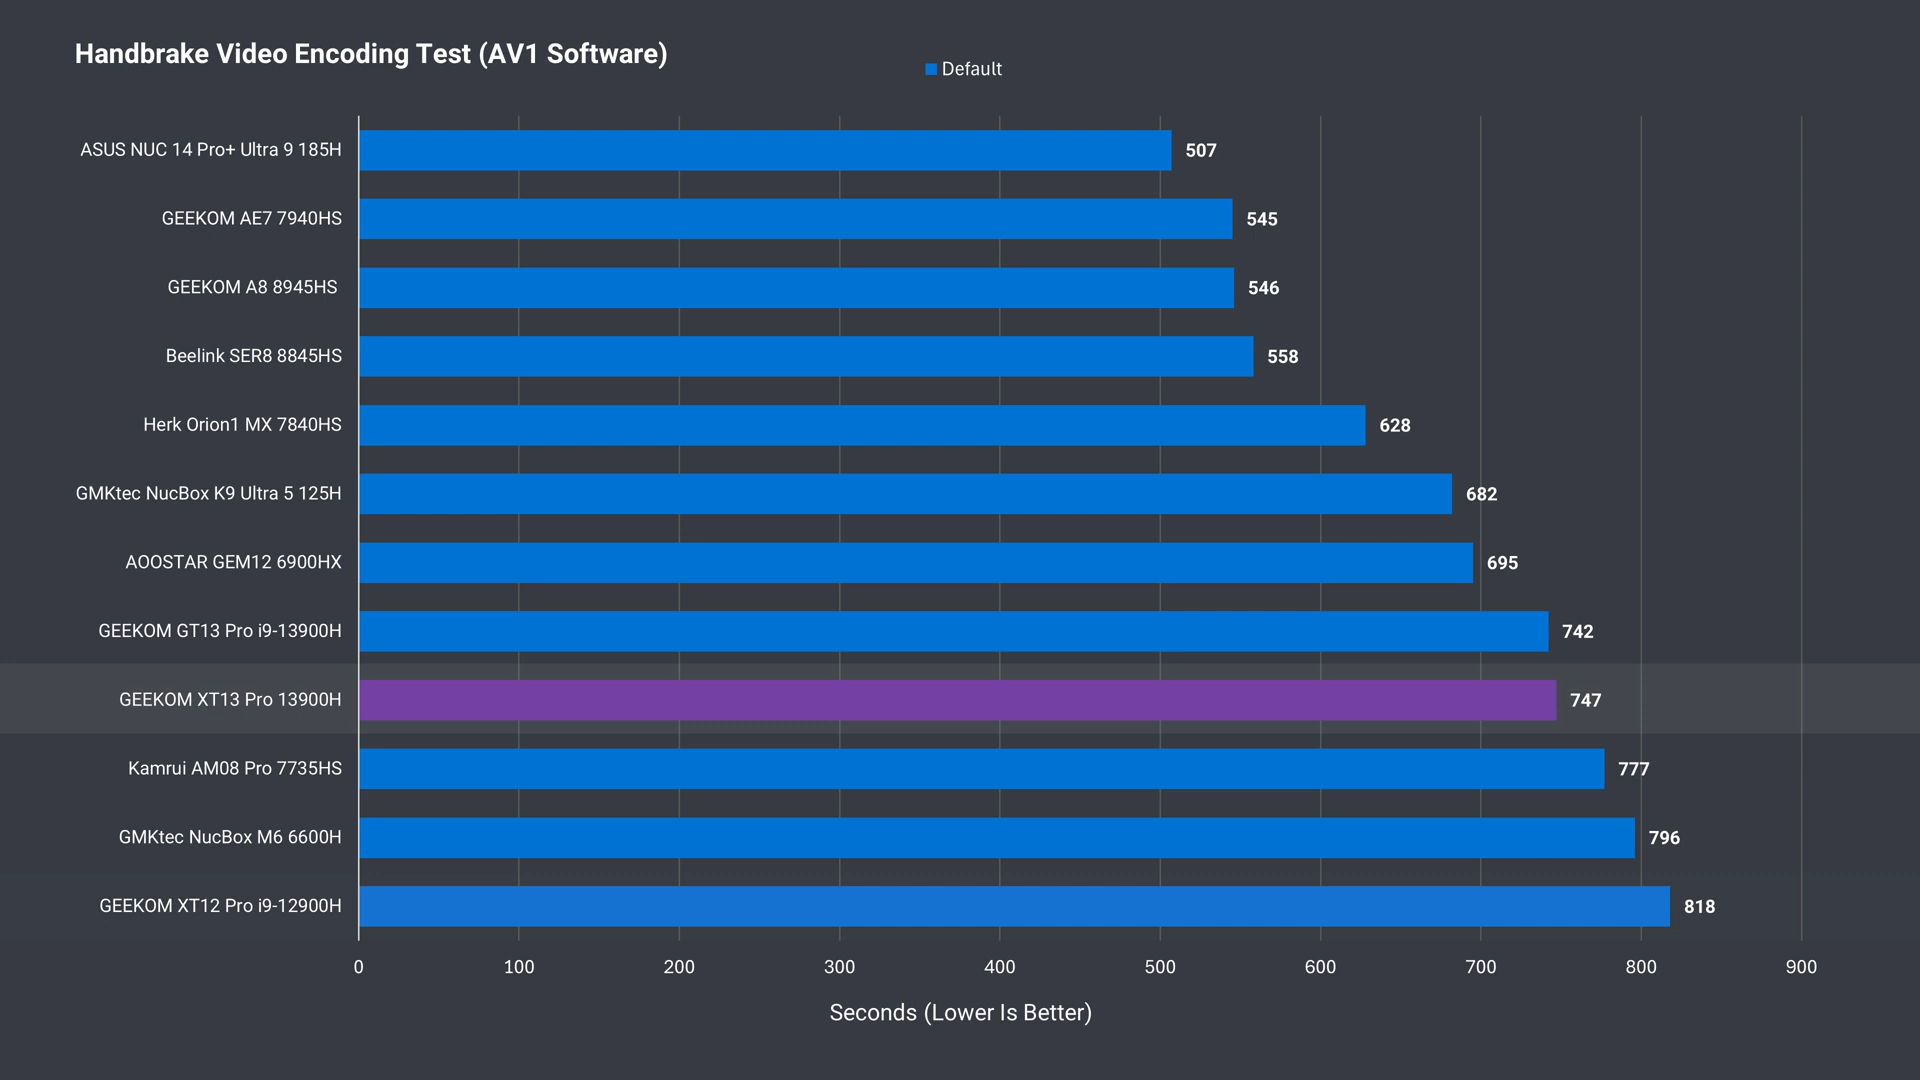 Handbrake Video Encoding Test (AV1 Software)
Default
ASUS NUC 14 Pro+ Ultra 9 185H 507
GEEKOM AE7 7940HS 545
GEEKOM A8 8945HS 546
Beelink SER8 8845HS 558
Herk Orion1 MX 7840HS 628
GMKtec NucBox K9 Ultra 5 125H 682
AOOSTAR GEM12 6900HX 695
GEEKOM GT13 Pro i9-13900H 742
GEEKOM XT13 Pro 13900H 747
Kamrui AM08 Pro 7735HS 777
GMKtec NucBox M6 6600H 796
GEEKOM XT12 Pro i9-12900H 818
0 100 200 300 400 500 600 700 800 900
Seconds (Lower Is Better)